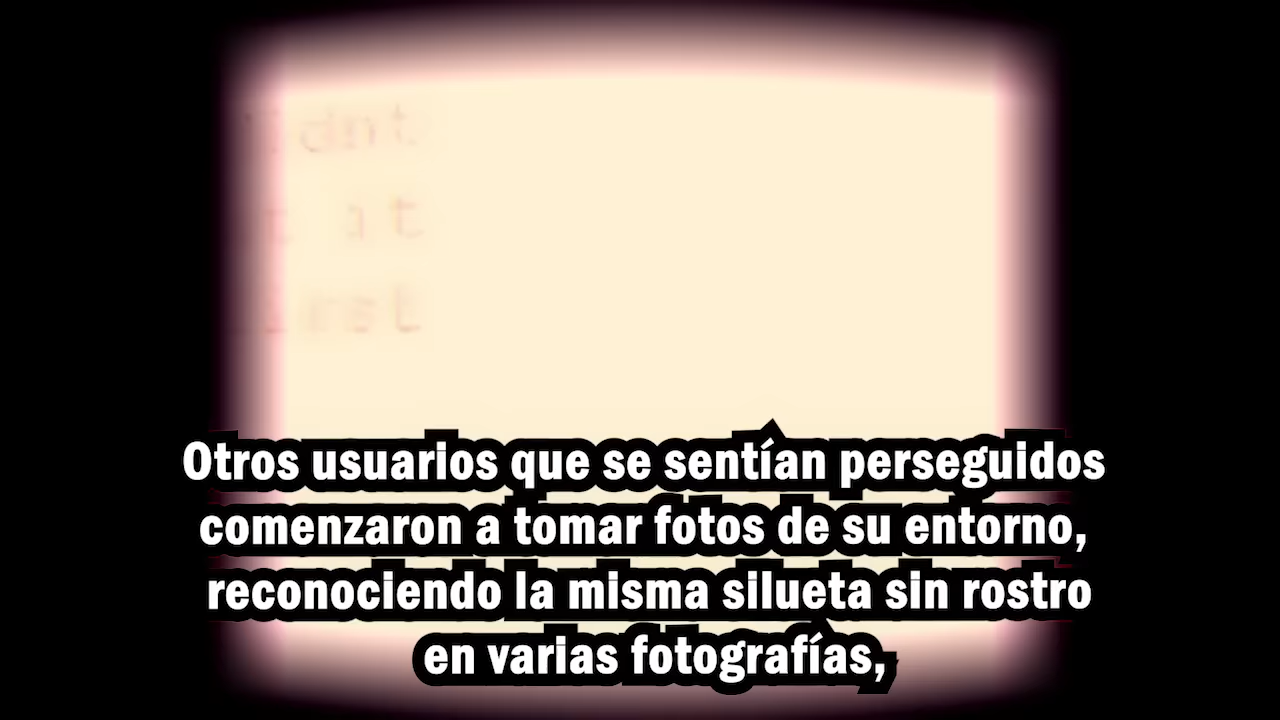 it
Otros usuarios que se sentían perseguidos
comenzaron a tomar fotos de su entorno,
reconociendo la misma silueta sin rostro
en varias fotografías,